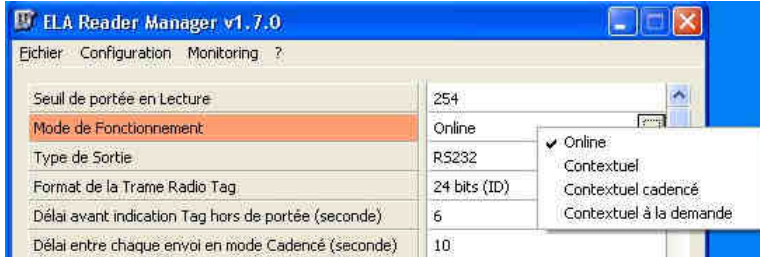 ELA Reader Manager v1.7.0
Fichier Configuration Monitoring ?
Seuil de portée en Lecture 254
Mode de Fonctionnement Online
Type de Sortie RS232
Format de la Trame Radio Tag 24 bits (ID)
Délai avant indication Tag hors de portée (seconde) 6
Délai entre chaque envoi en mode Cadencé (seconde) 10
Online
Contextuel
Contextuel cadencé
Contextuel à la demande